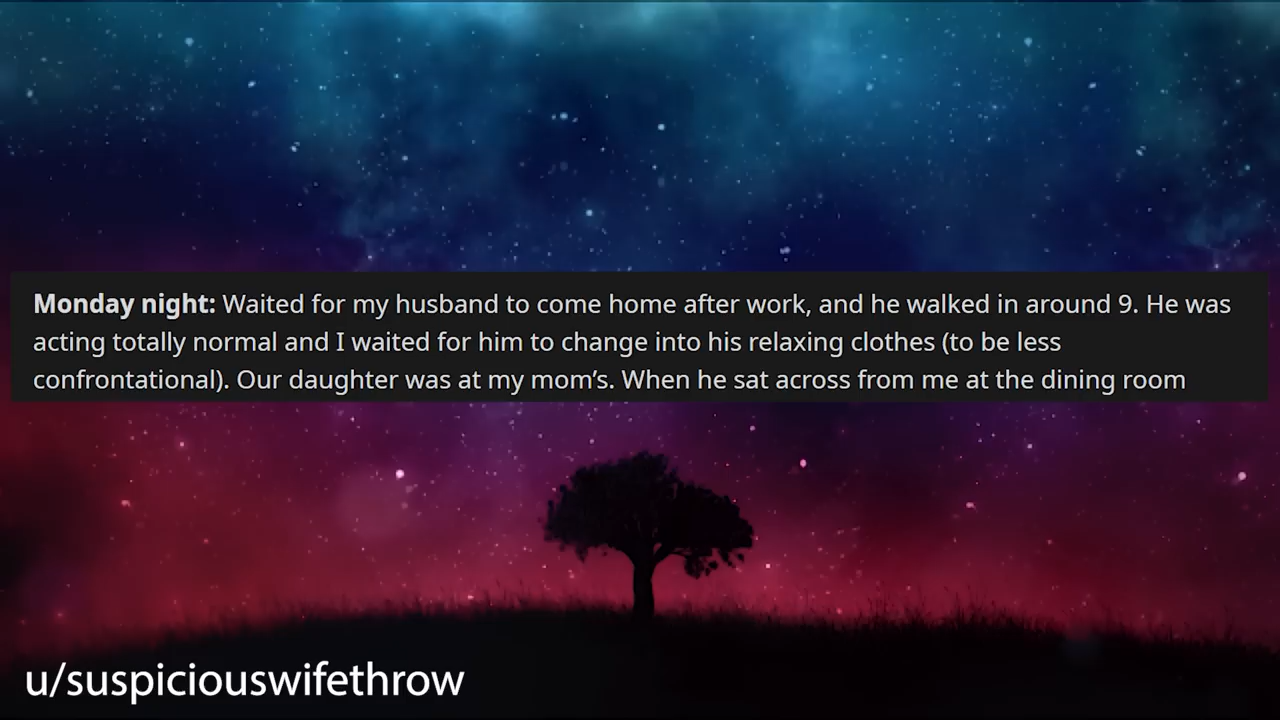 Monday night: Waited for my husband to come home after work, and he walked in around 9. He was
acting totally normal and I waited for him to change into his relaxing clothes (to be less
confrontational). Our daughter was at my mom’s. When he sat across from me at the dining room
u/suspiciouswifethrow